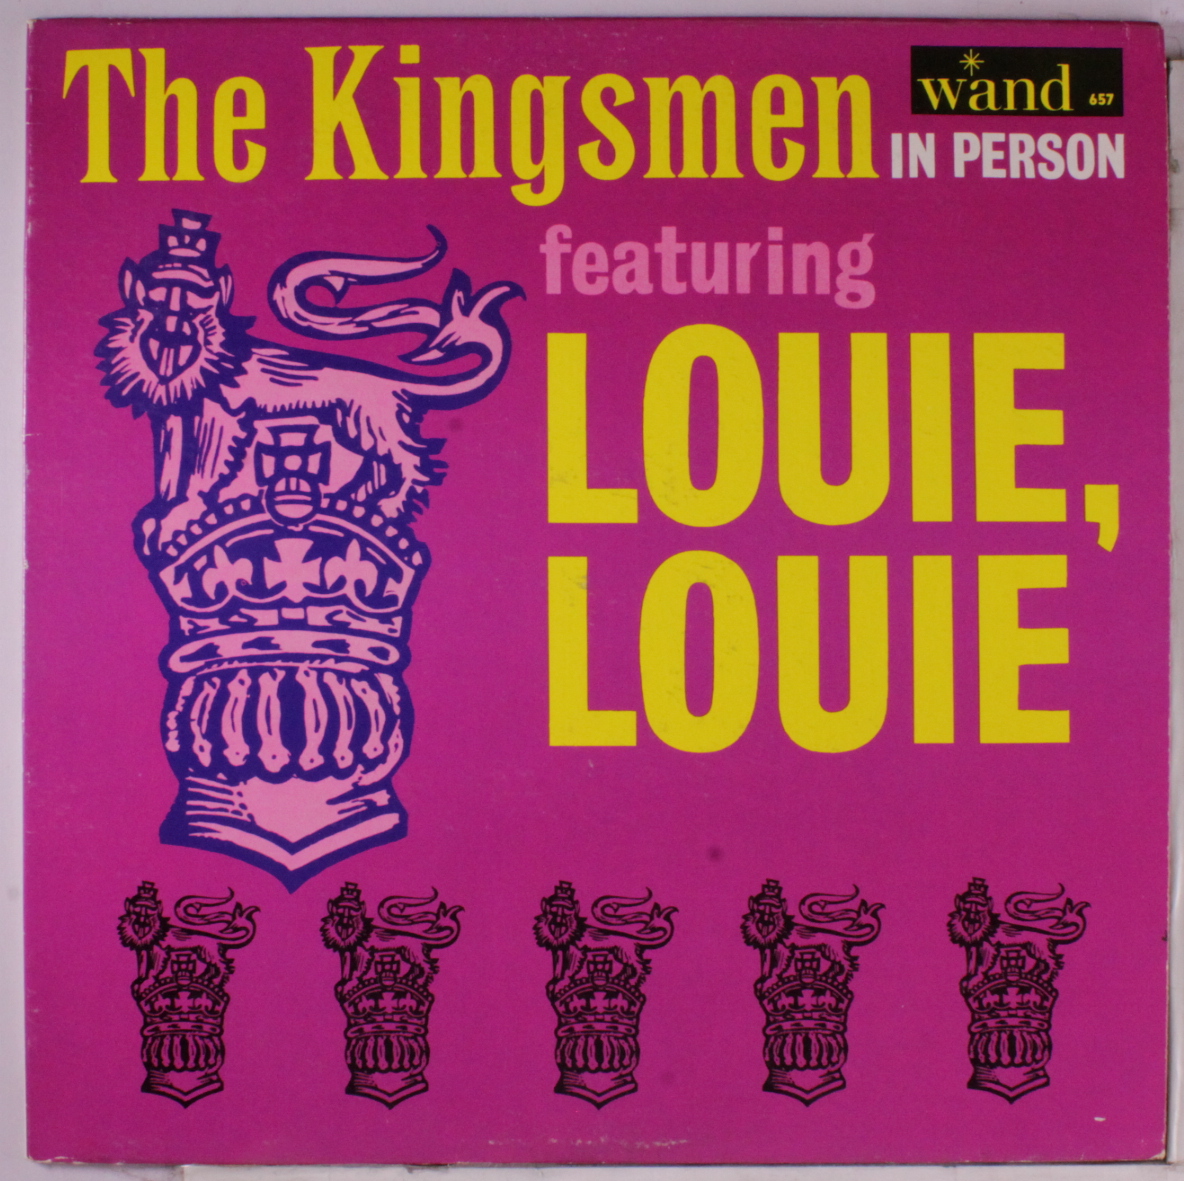 The Kingsmen
wand 657
IN PERSON
featuring
LOUIE,
LOUIE